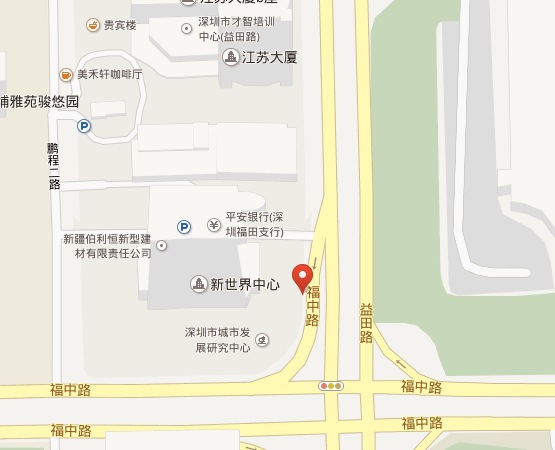 江苏大厦B座
贵宾楼
深圳市才智培训
中心(益田路)
江苏大厦
美禾轩咖啡厅
浦雅苑骏悠园
P
鹏程二路
平安银行(深
圳福田支行)
P
¥
新疆伯利恒新型建
材有限责任公司
新世界中心
福中路
益田路
深圳市城市发
展研究中心
福中路
福中路
福中路
福中路